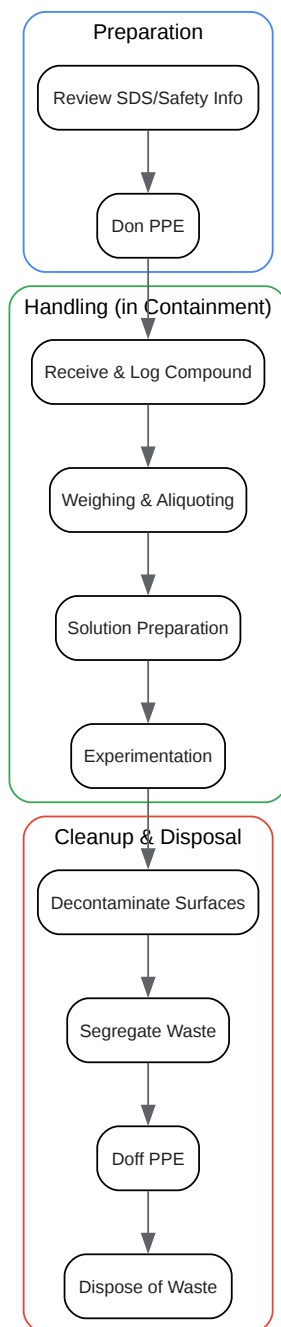 Preparation
Review SDS/Safety Info
Don PPE
Handling (in Containment)
Receive & Log Compound
Weighing & Aliquoting
Solution Preparation
Experimentation
Cleanup & Disposal
Decontaminate Surfaces
Segregate Waste
Doff PPE
Dispose of Waste